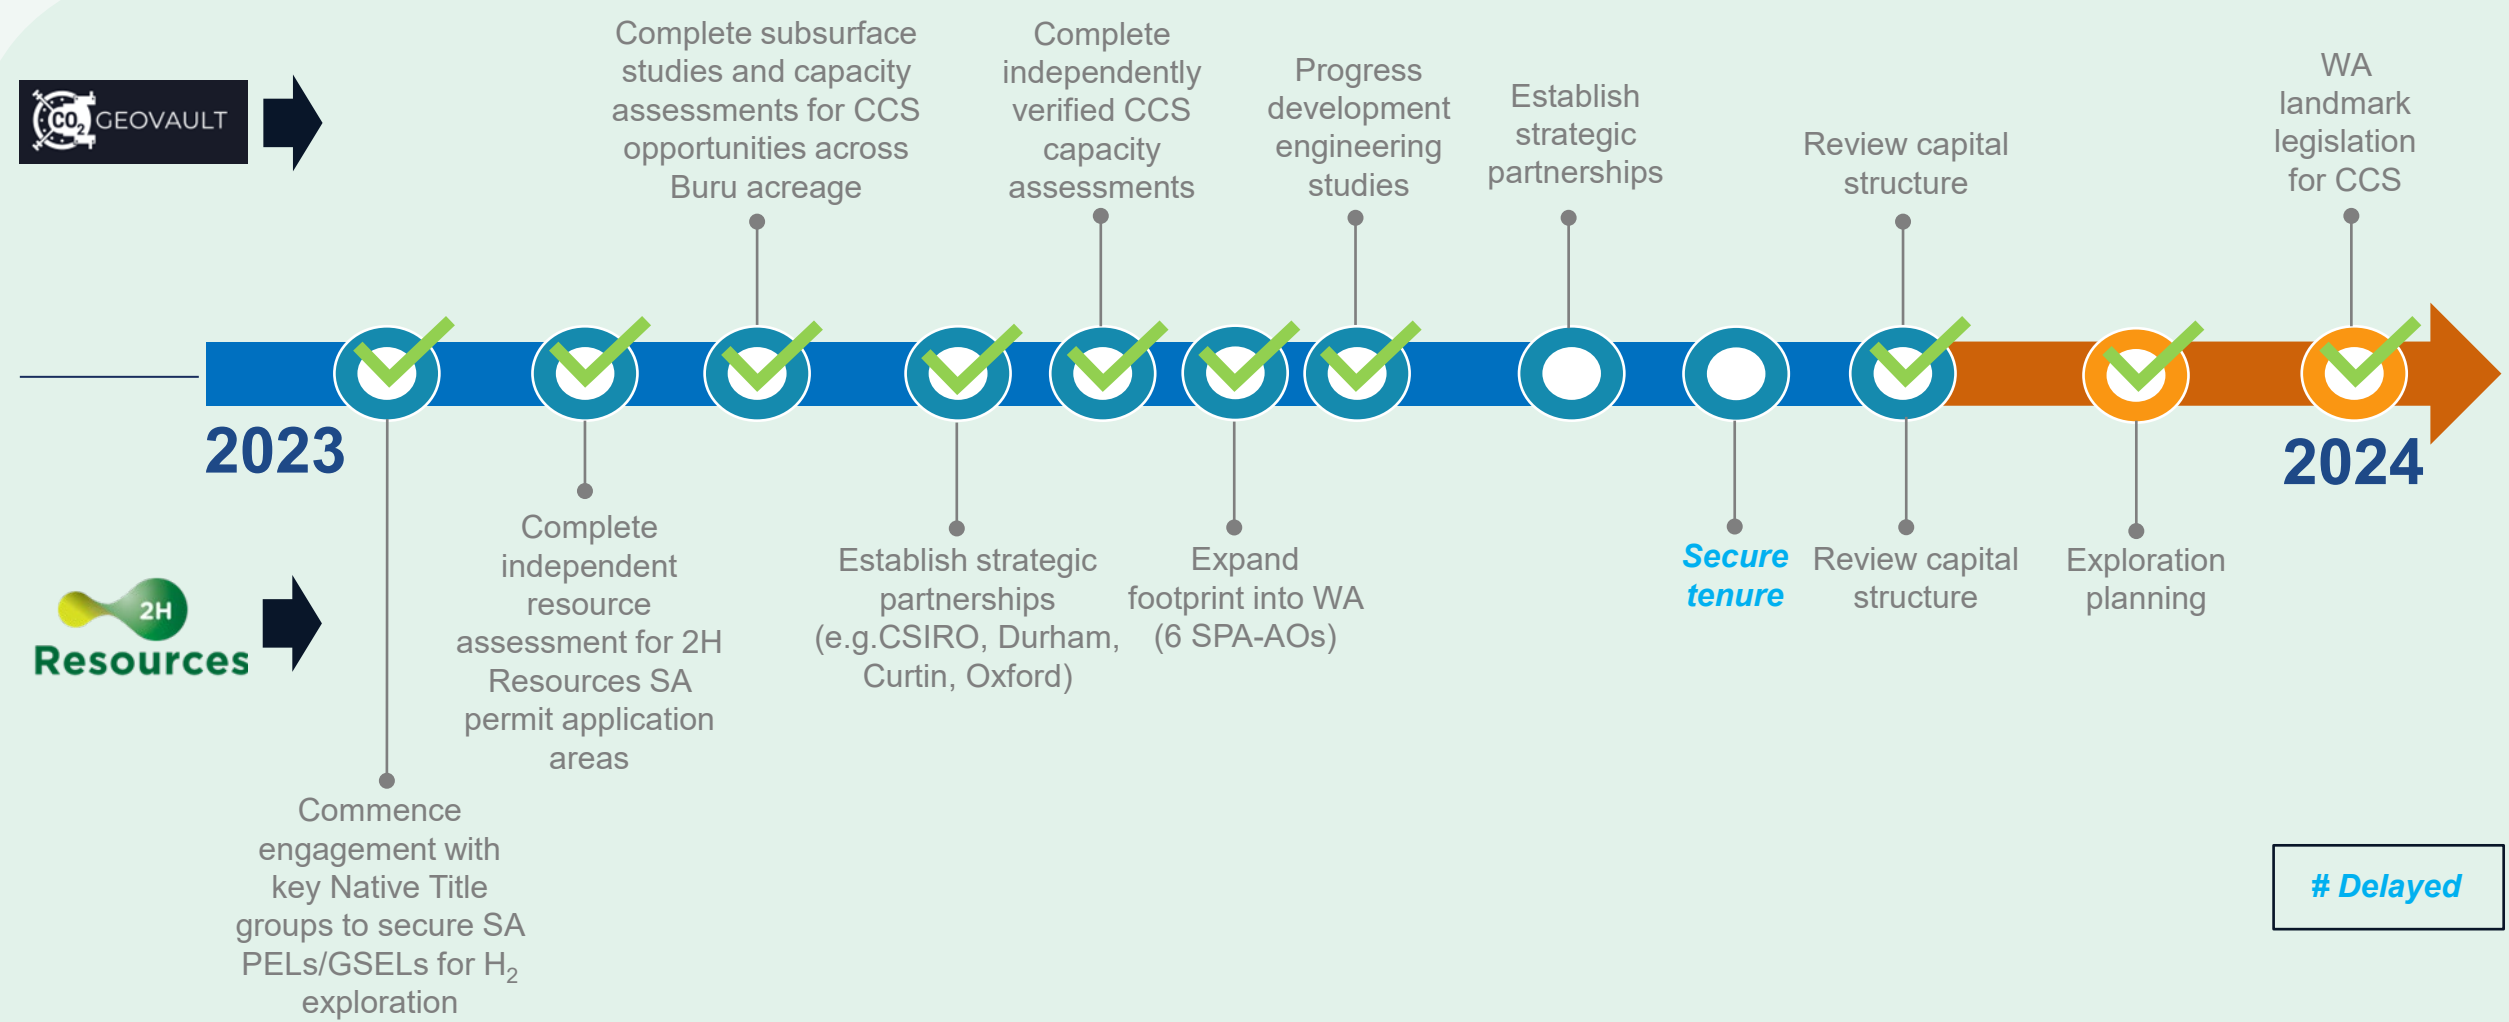 CO2 GEOVAULT
Complete subsurface
studies and capacity
assessments for CCS
opportunities across
Buru acreage
Complete
independently
verified CCS
capacity
assessments
Progress
development
engineering
studies
Establish
strategic
partnerships
Review capital
structure
WA
landmark
legislation
for CCS
2023
2024
2H
Resources
Commence
engagement with
key Native Title
groups to secure SA
PELs/GSELs for H2
exploration
Complete
independent
resource
assessment for 2H
Resources SA
permit application
areas
Establish strategic
partnerships
(e.g.CSIRO, Durham,
Curtin, Oxford)
Expand
footprint into WA
(6 SPA-AOs)
Secure
tenure
Review capital
structure
Exploration
planning
# Delayed